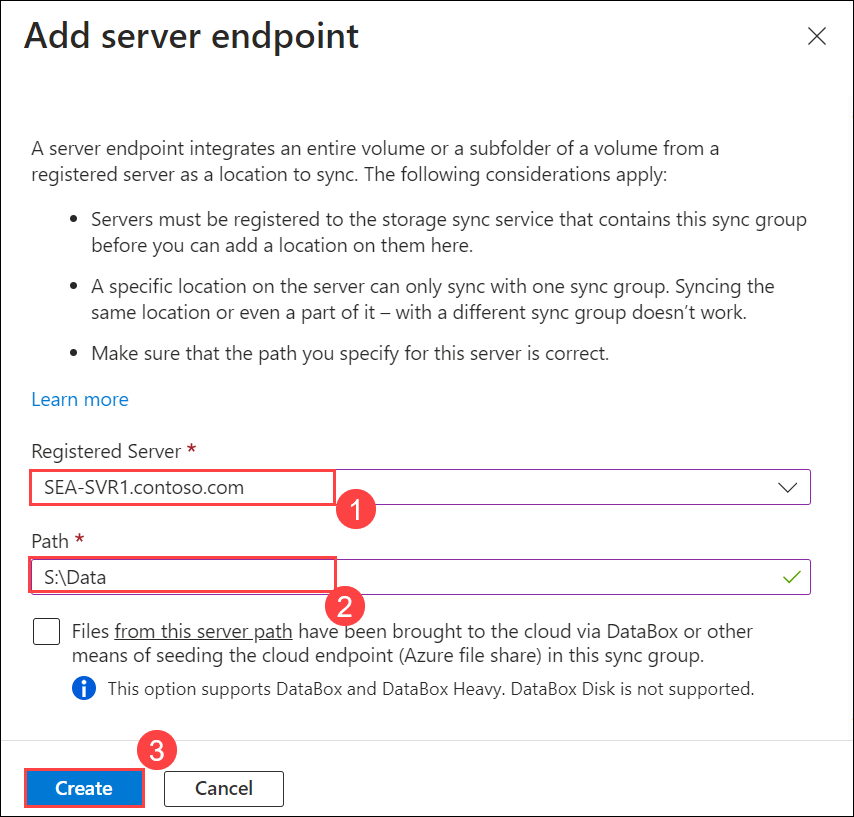 Add server endpoint
A server endpoint integrates an entire volume or a subfolder of a volume from a
registered server as a location to sync. The following considerations apply:
• Servers must be registered to the storage sync service that contains this sync group
before you can add a location on them here.
• A specific location on the server can only sync with one sync group. Syncing the
same location or even a part of it – with a different sync group doesn’t work.
• Make sure that the path you specify for this server is correct.
Learn more
Registered Server *
SEA-SVR1.contoso.com
1
Path *
S:\Data
2
Files from this server path have been brought to the cloud via DataBox or other
means of seeding the cloud endpoint (Azure file share) in this sync group.
This option supports DataBox and DataBox Heavy. DataBox Disk is not supported.
3
Create Cancel